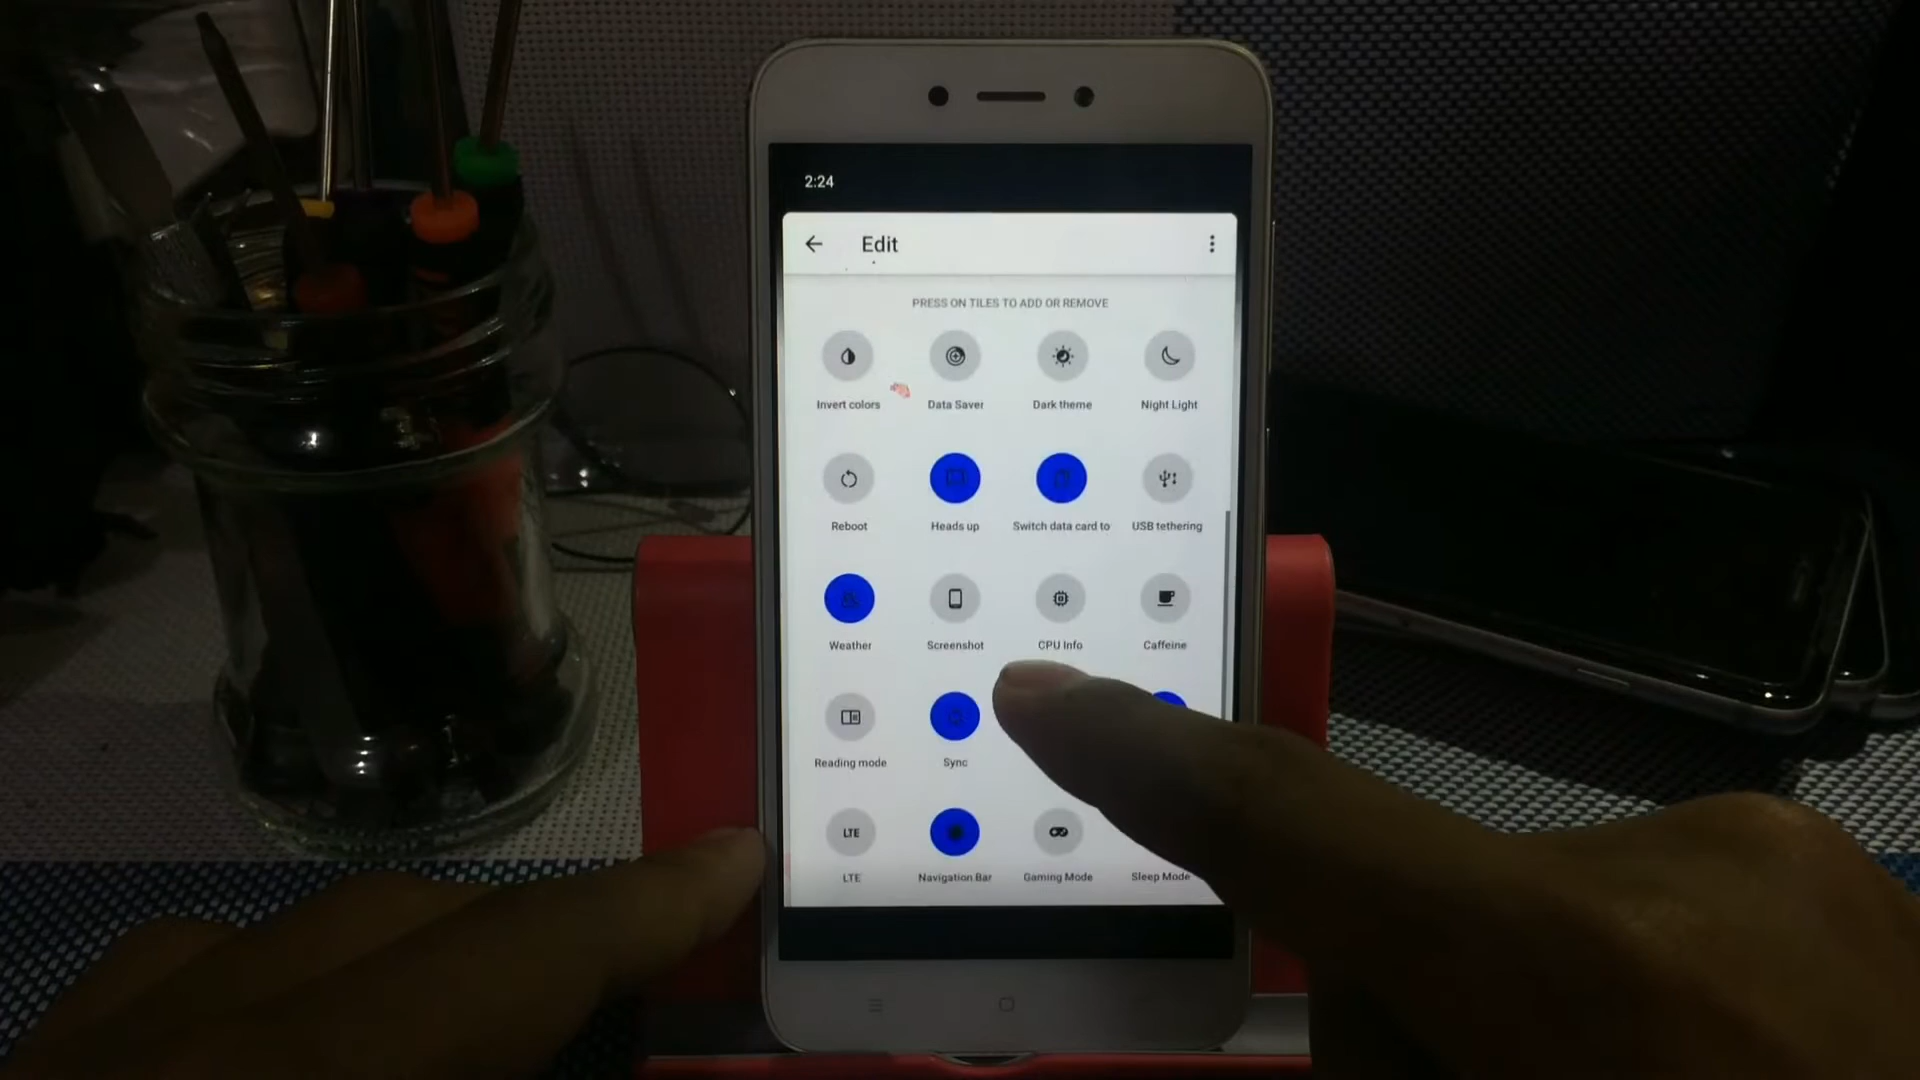 2:24
Edit
PRESS ON TILES TO ADD OR REMOVE
Invert colors
Data Saver
Dark theme
Night Light
Reboot
Heads up
Switch data card to
USB tethering
Weather
Screenshot
CPU Info
Caffeine
Reading mode
Sync
LTE
LTE
Navigation Bar
Gaming Mode
Sleep Mode